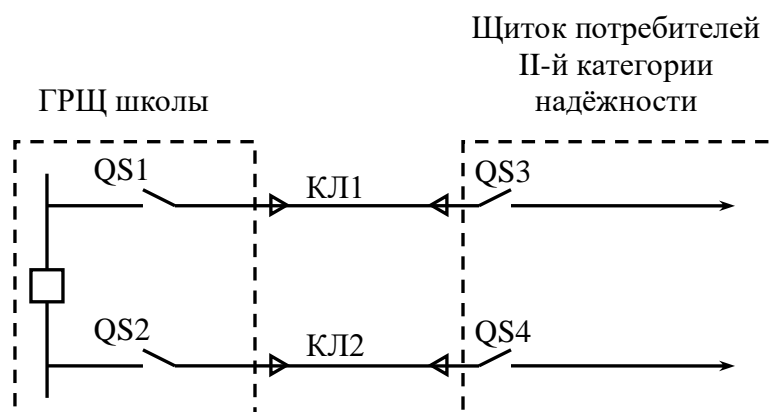 Щиток потребителей
II-й категории
надёжности
ГРЩ школы
QS1
КЛ1
QS3
QS2
КЛ2
QS4